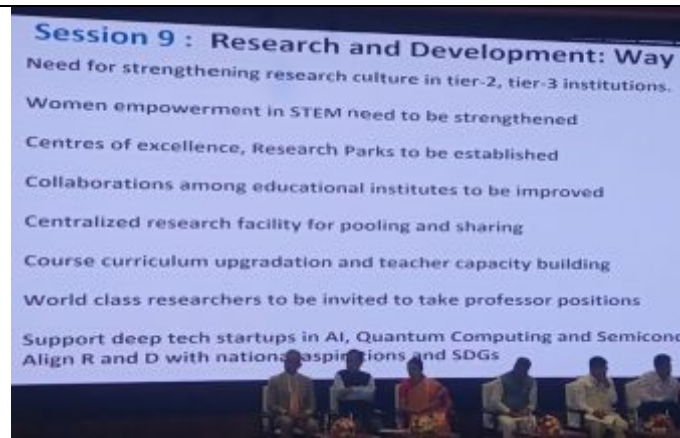 Session 9 : Research and Development: Way
Need for strengthening research culture in tier-2, tier-3 institutions.
Women empowerment in STEM need to be strengthened
Centres of excellence, Research Parks to be established
Collaborations among educational institutes to be improved
Centralized research facility for pooling and sharing
Course curriculum upgradation and teacher capacity building
World class researchers to be invited to take professor positions
Support deep tech startups in AI, Quantum Computing and Semicond
Align R and D with national aspirations and SDGs